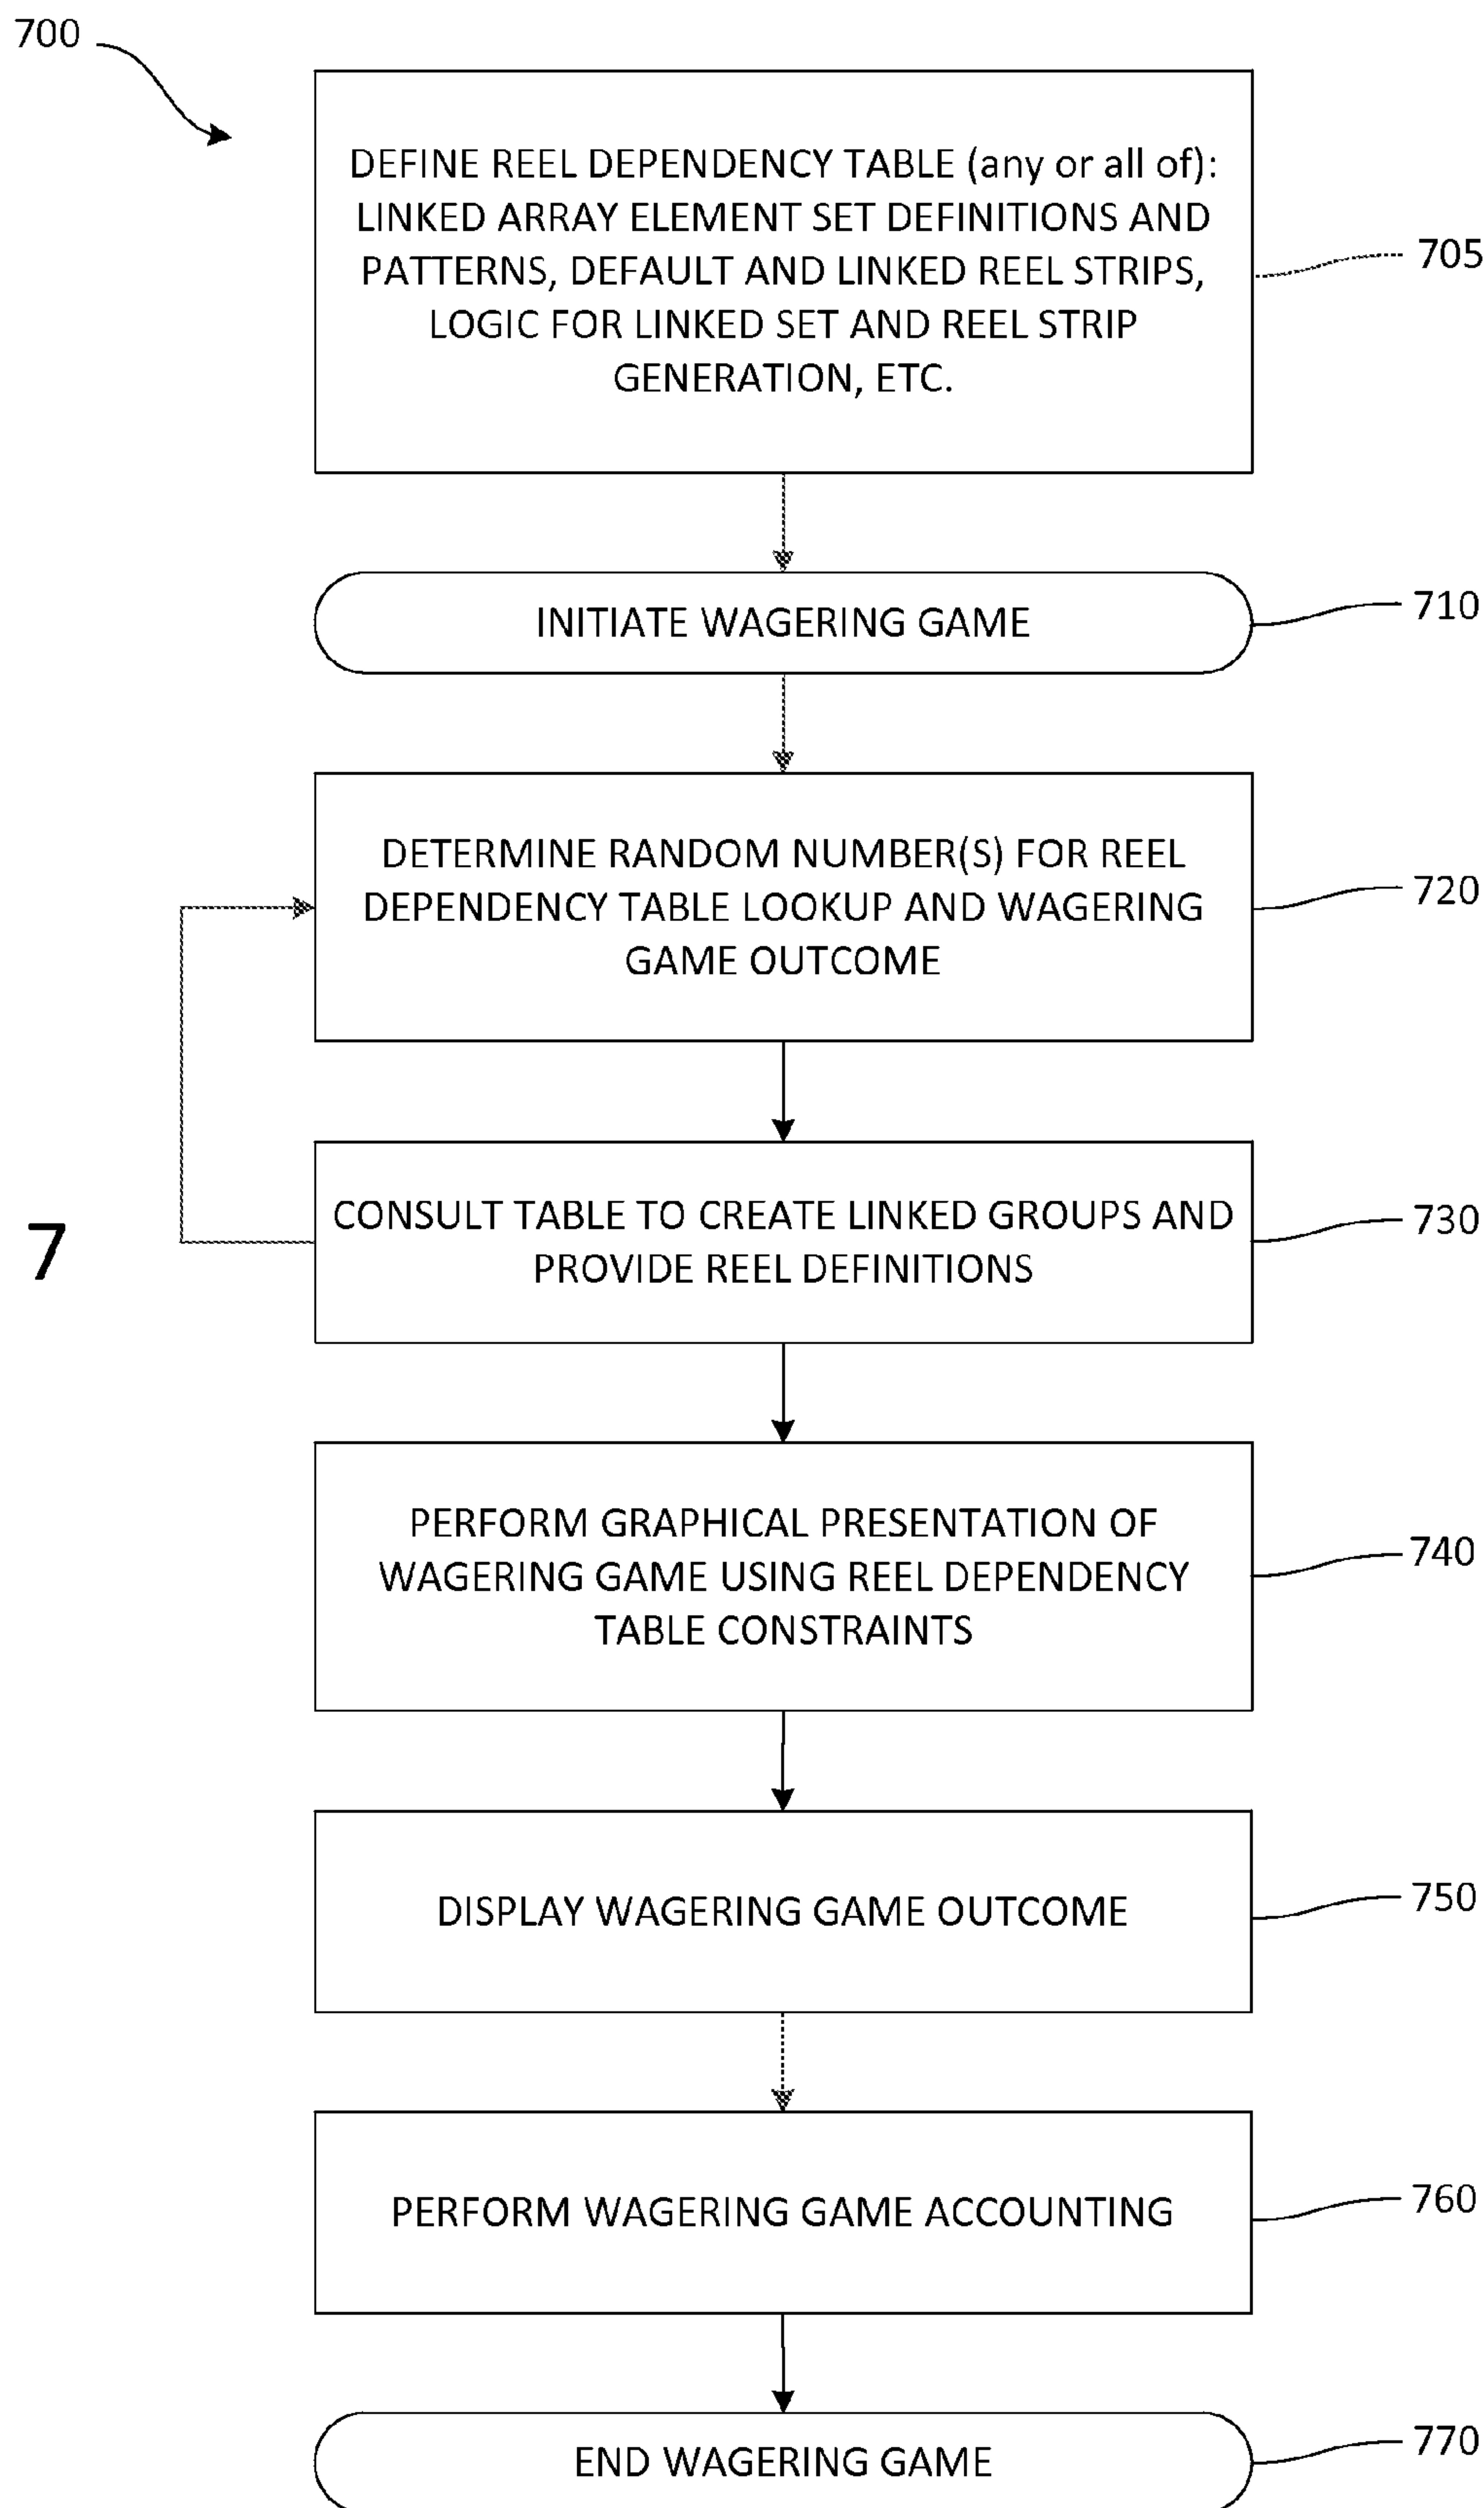 700
DEFINE REEL DEPENDENCY TABLE (any or all of):
LINKED ARRAY ELEMENT SET DEFINITIONS AND
PATTERNS, DEFAULT AND LINKED REEL STRIPS,
LOGIC FOR LINKED SET AND REEL STRIP
GENERATION, ETC.
705
INITIATE WAGERING GAME
710
DETERMINE RANDOM NUMBER(S) FOR REEL
DEPENDENCY TABLE LOOKUP AND WAGERING
GAME OUTCOME
720
CONSULT TABLE TO CREATE LINKED GROUPS AND
PROVIDE REEL DEFINITIONS
730
7
PERFORM GRAPHICAL PRESENTATION OF
WAGERING GAME USING REEL DEPENDENCY
TABLE CONSTRAINTS
740
DISPLAY WAGERING GAME OUTCOME
750
PERFORM WAGERING GAME ACCOUNTING
760
END WAGERING GAME
770